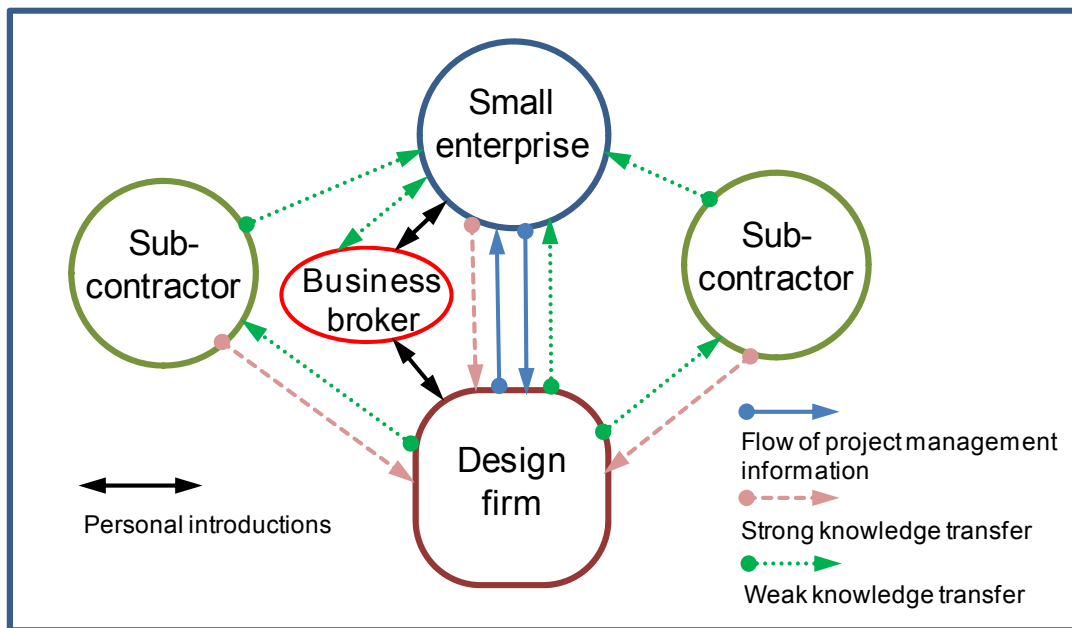 Small
enterprise
Sub-
contractor
Business
broker
Sub-
contractor
Design
firm
Personal introductions
Flow of project management
information
Strong knowledge transfer
Weak knowledge transfer